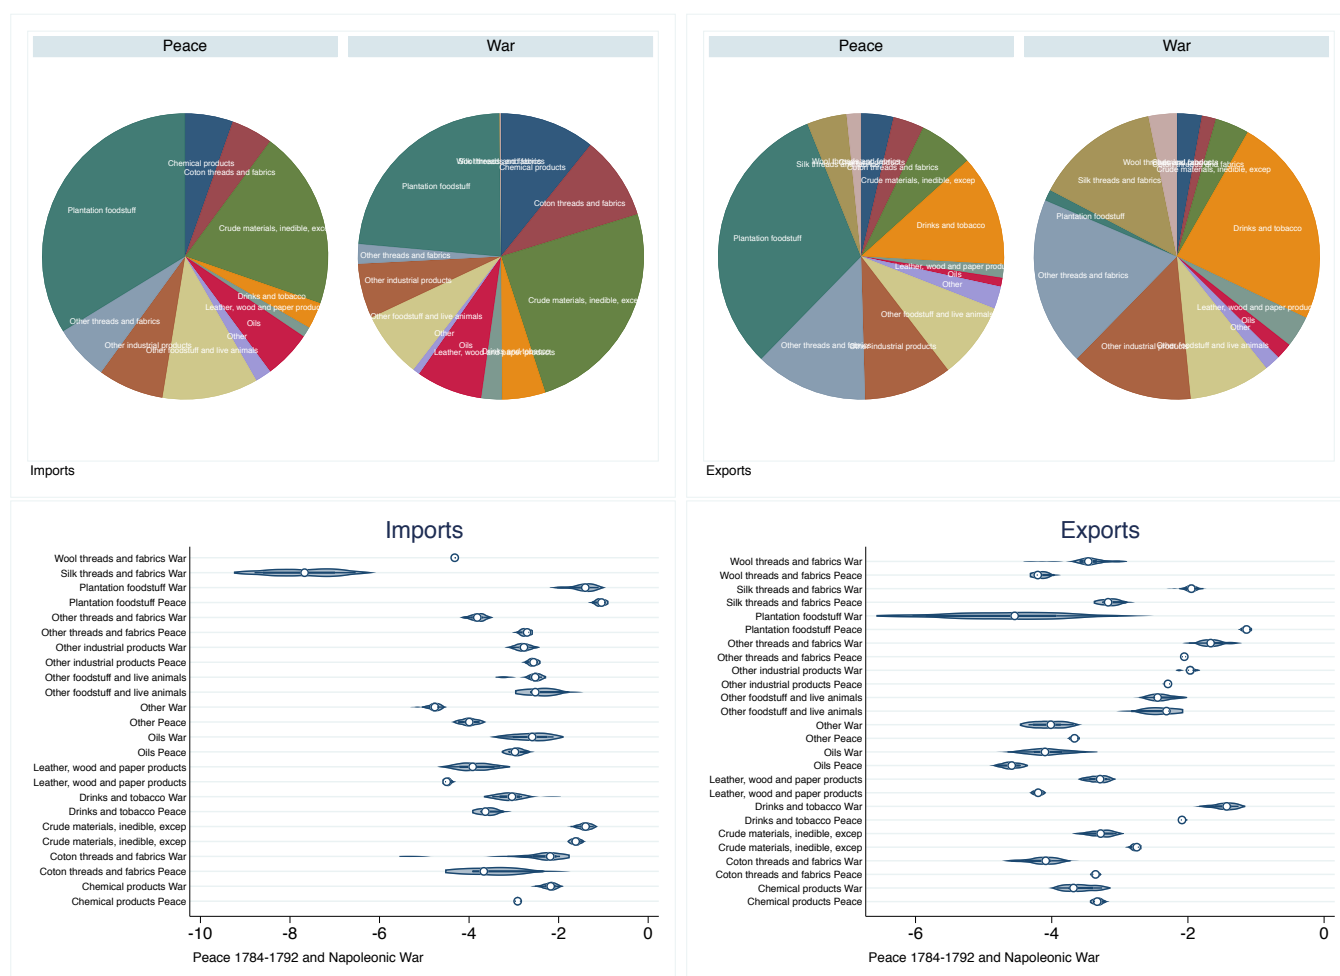 Peace
War
Chemical products
Coton threads and fabrics
Crude materials, inedible, exc
Drinks and tobacco
Leather, wood and paper produc
Oils
Other
Other foodstuff and live animals
Other industrial products
Other threads and fabrics
Plantation foodstuff
Chemical products
Coton threads and fabrics
Crude materials, inedible, exce
Oils
Other
Other foodstuff and live animals
Other industrial products
Other threads and fabrics
Plantation foodstuff
Imports
Peace
War
Coton threads and fabrics
Crude materials, inedible, excep
Drinks and tobacco
Leather, wood and paper produ
Oils
Other
Other foodstuff and live animals
Other industrial products
Other threads and fabrics
Plantation foodstuff
Crude materials, inedible, excep
Drinks and tobacco
Leather, wood and paper produc
Oils
Other
Other foodstuff and live animals
Other industrial products
Other threads and fabrics
Plantation foodstuff
Silk threads and fabrics
Exports
Imports
Wool threads and fabrics War
Silk threads and fabrics War
Plantation foodstuff War
Plantation foodstuff Peace
Other threads and fabrics War
Other threads and fabrics Peace
Other industrial products War
Other industrial products Peace
Other foodstuff and live animals
Other foodstuff and live animals
Other War
Other Peace
Oils War
Oils Peace
Leather, wood and paper products
Leather, wood and paper products
Drinks and tobacco War
Drinks and tobacco Peace
Crude materials, inedible, excep
Crude materials, inedible, excep
Coton threads and fabrics War
Coton threads and fabrics Peace
Chemical products War
Chemical products Peace
-10 -8 -6 -4 -2 0
Peace 1784-1792 and Napoleonic War
Exports
Wool threads and fabrics War
Wool threads and fabrics Peace
Silk threads and fabrics War
Silk threads and fabrics Peace
Plantation foodstuff War
Plantation foodstuff Peace
Other threads and fabrics War
Other threads and fabrics Peace
Other industrial products War
Other industrial products Peace
Other foodstuff and live animals
Other foodstuff and live animals
Other War
Other Peace
Oils War
Oils Peace
Leather, wood and paper products
Leather, wood and paper products
Drinks and tobacco War
Drinks and tobacco Peace
Crude materials, inedible, excep
Crude materials, inedible, excep
Coton threads and fabrics War
Coton threads and fabrics Peace
Chemical products War
Chemical products Peace
-6 -4 -2 0
Peace 1784-1792 and Napoleonic War